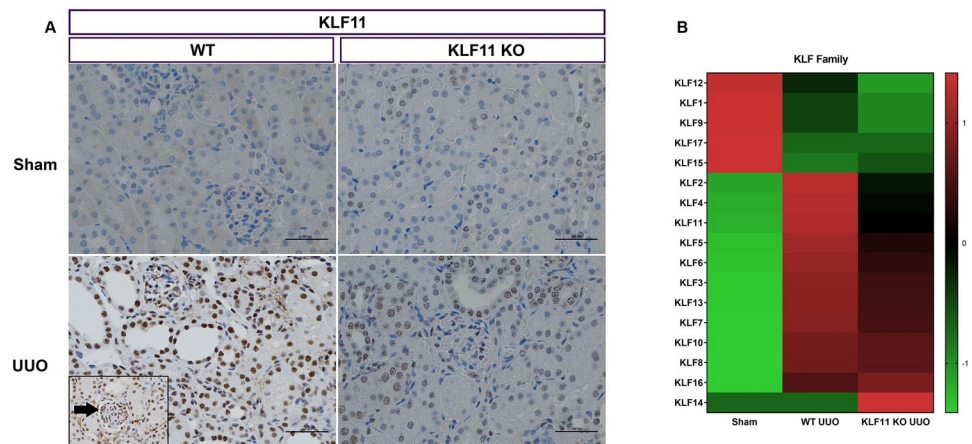 A
KLF11
WT
KLF11 KO
Sham
UUO
B
KLF Family
KLF12
KLF1
KLF9
KLF17
KLF15
KLF2
KLF4
KLF11
KLF5
KLF6
KLF3
KLF13
KLF7
KLF10
KLF8
KLF16
KLF14
Sham WT UUO KLF11 KO UUO
1
0
-1